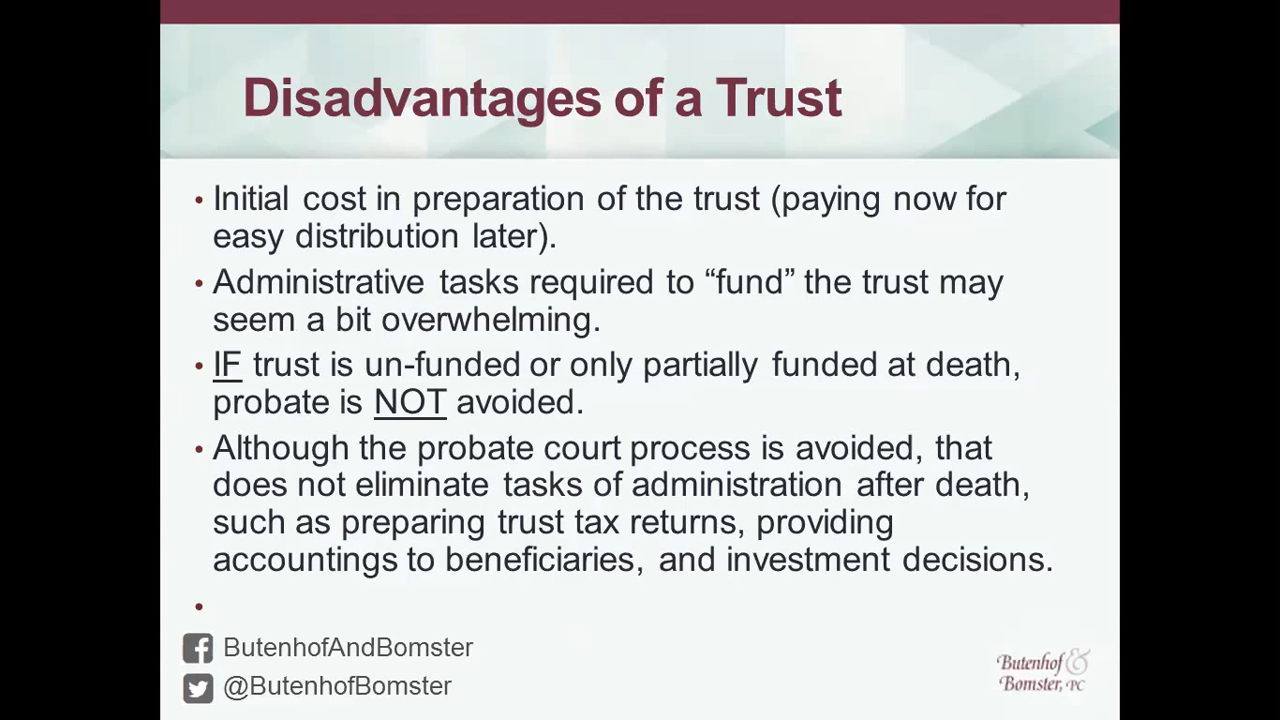 Disadvantages of a Trust
• Initial cost in preparation of the trust (paying now for
easy distribution later).
• Administrative tasks required to “fund” the trust may
seem a bit overwhelming.
• IF trust is un-funded or only partially funded at death,
probate is NOT avoided.
• Although the probate court process is avoided, that
does not eliminate tasks of administration after death,
such as preparing trust tax returns, providing
accountings to beneficiaries, and investment decisions.
•
ButenhofAndBomster
@ButenhofBomster
Butenhof &
Bomster, PC